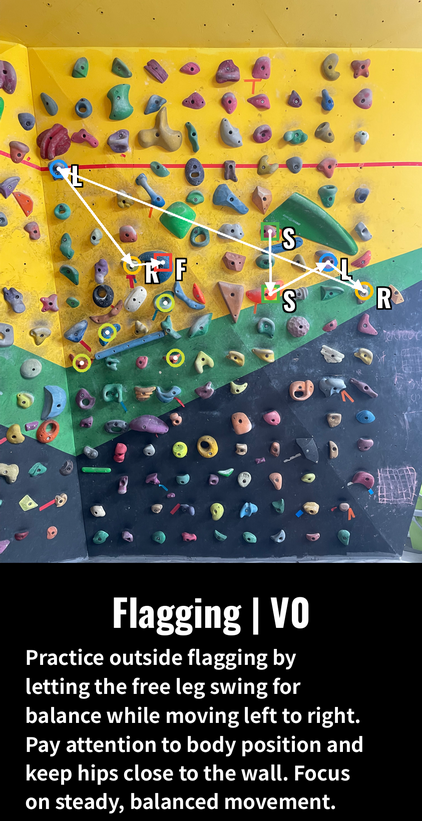 L
S
R
F
L
S
R
Flagging | V0
Practice outside flagging by
letting the free leg swing for
balance while moving left to right.
Pay attention to body position and
keep hips close to the wall. Focus
on steady, balanced movement.